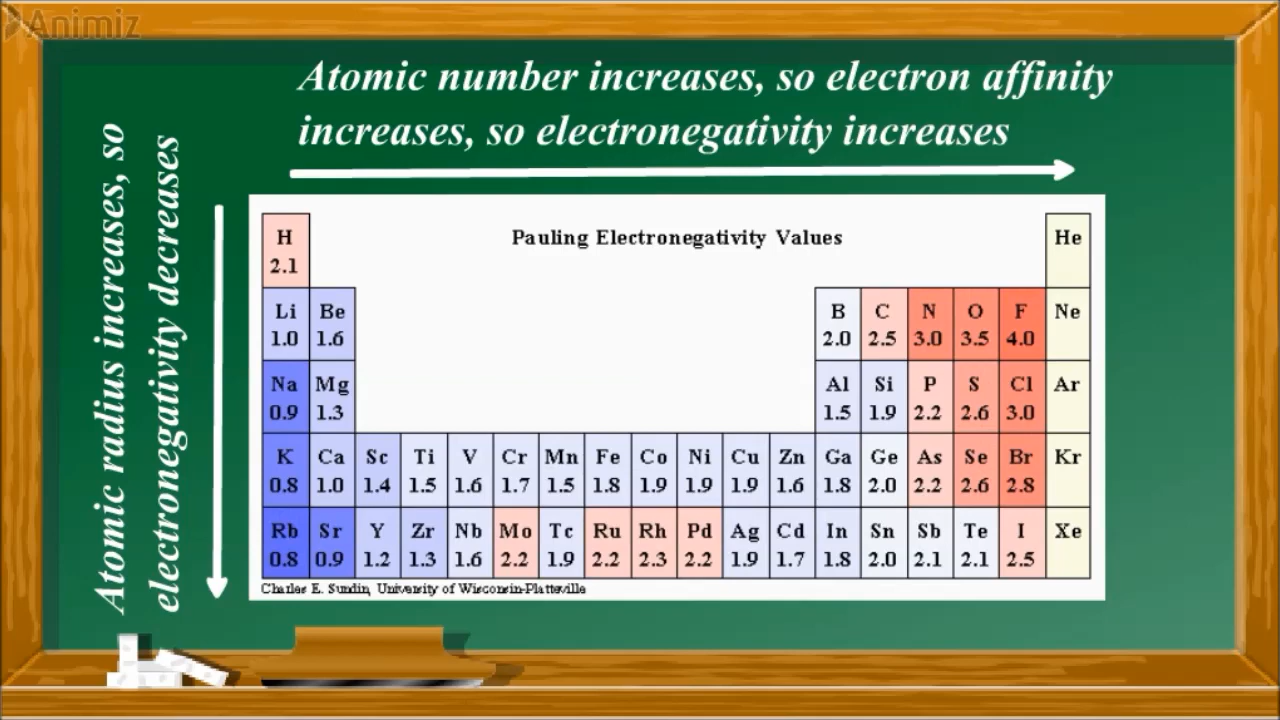 Animiz
Atomic number increases, so electron affinity
increases, so electronegativity increases
Atomic radius increases, so
electronegativity decreases
Pauling Electronegativity Values
H He
2.1
Li Be B C N O F Ne
1.0 1.6 2.0 2.5 3.0 3.5 4.0
Na Mg Al Si P S Cl Ar
0.9 1.3 1.5 1.9 2.2 2.6 3.0
K Ca Sc Ti V Cr Mn Fe Co Ni Cu Zn Ga Ge As Se Br Kr
0.8 1.0 1.4 1.5 1.6 1.7 1.5 1.8 1.9 1.9 1.9 1.6 1.8 2.0 2.2 2.6 2.8
Rb Sr Y Zr Nb Mo Tc Ru Rh Pd Ag Cd In Sn Sb Te I Xe
0.8 0.9 1.2 1.3 1.6 2.2 1.9 2.2 2.3 2.2 1.9 1.7 1.8 2.0 2.1 2.1 2.5
Charles E. Sundin, University of Wisconsin-Platteville